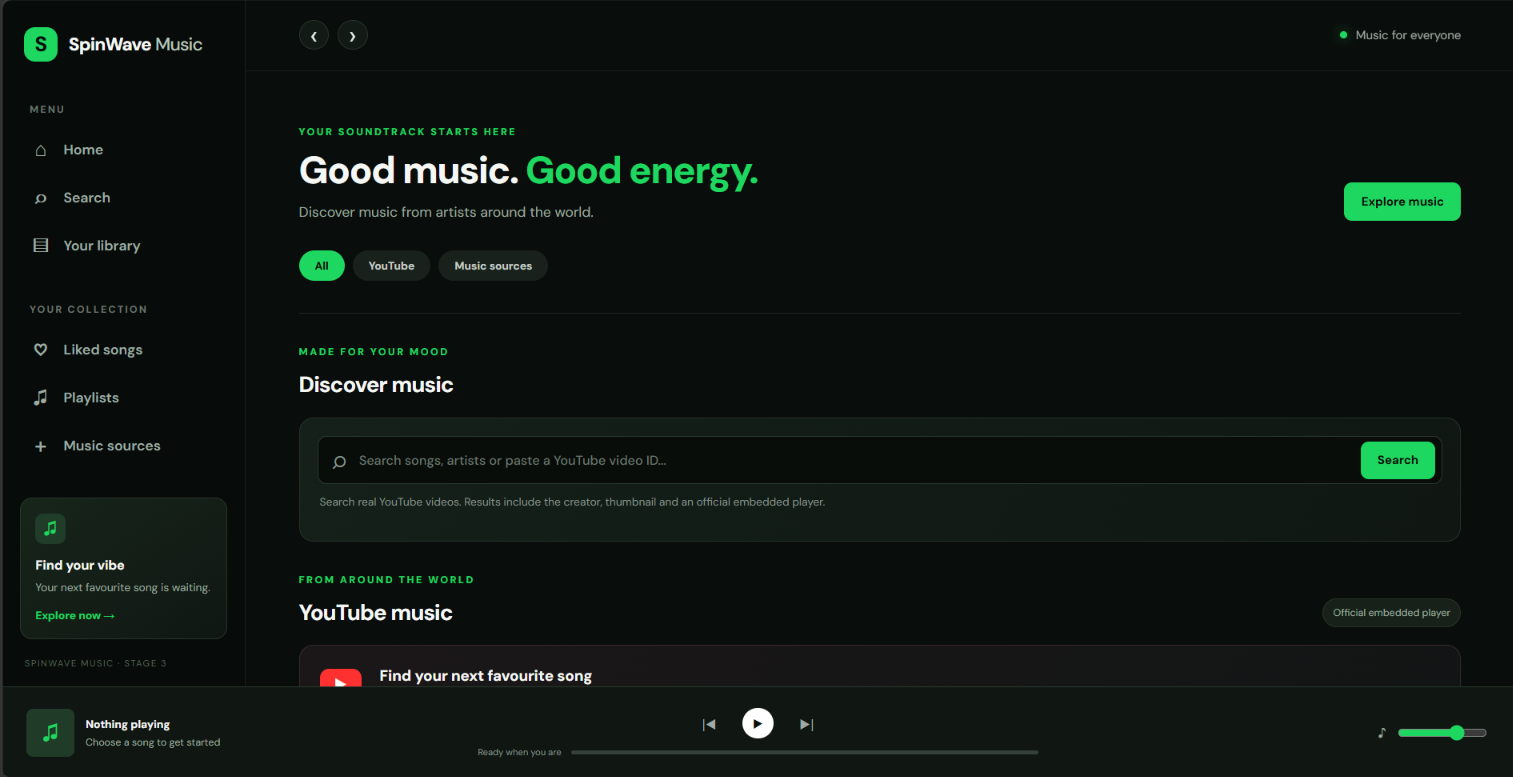 S SpinWave Music
MENU
Home
Search
Your library
YOUR COLLECTION
Liked songs
Playlists
Music sources
Find your vibe
Your next favourite song is waiting.
Explore now →
SPINWAVE MUSIC · STAGE 3
Music for everyone
YOUR SOUNDTRACK STARTS HERE
Good music. Good energy.
Discover music from artists around the world.
Explore music
All YouTube Music sources
MADE FOR YOUR MOOD
Discover music
Search songs, artists or paste a YouTube video ID... Search
Search real YouTube videos. Results include the creator, thumbnail and an official embedded player.
FROM AROUND THE WORLD
YouTube music Official embedded player
Find your next favourite song
Nothing playing
Choose a song to get started
Ready when you are